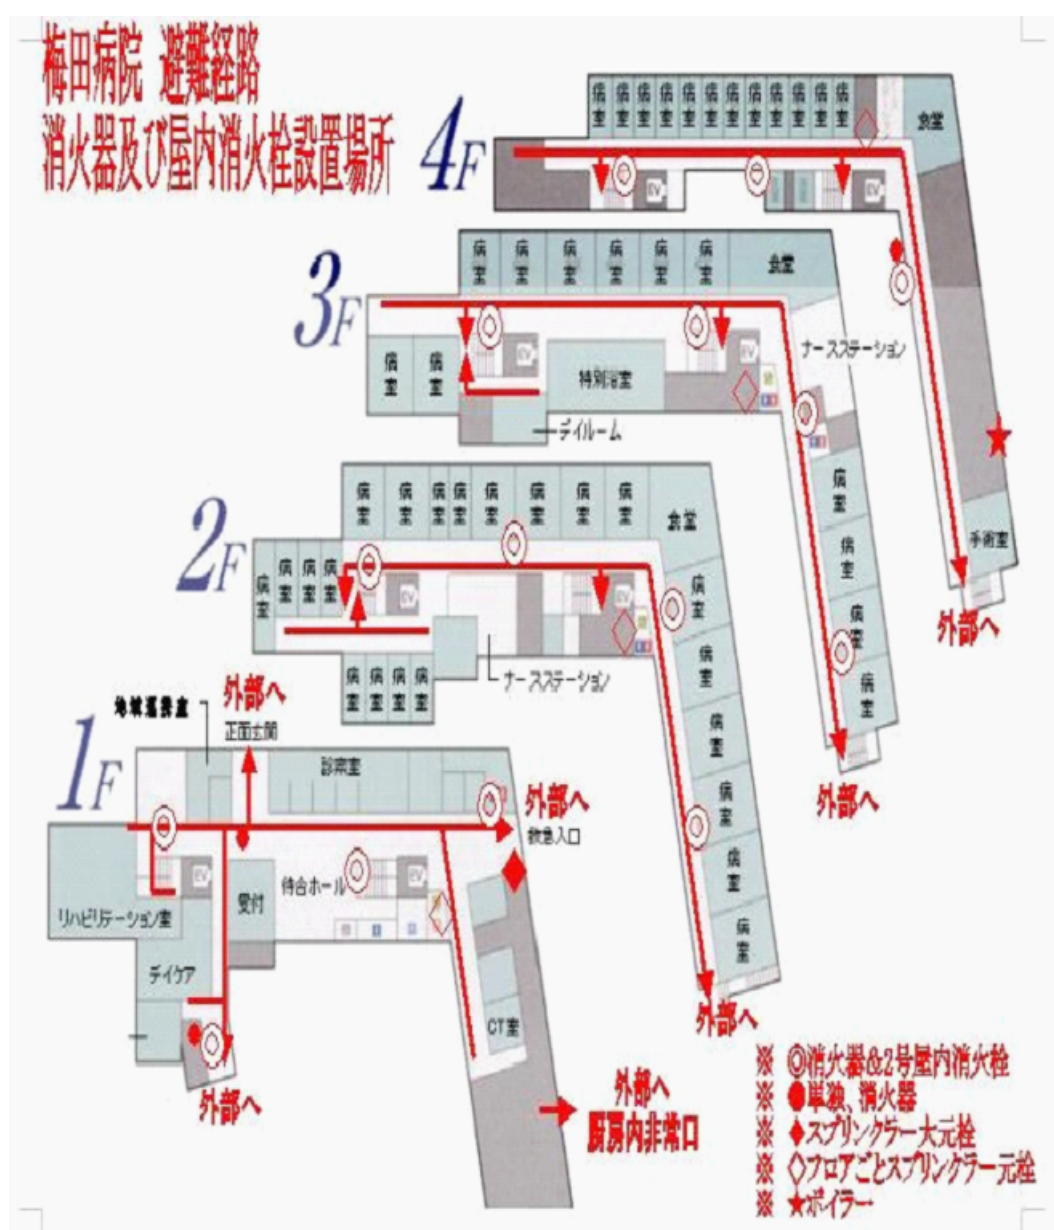 梅田病院 避難経路
消火器及び屋内消火栓設置場所
4F
病室 病室 病室 病室 病室 病室 病室 病室 病室 病室 病室
食堂
EV
EV
手術室
外部へ
3F
病室 病室 病室 病室 病室 病室
食堂
ナースステーション
EV
EV
病室 病室
特別浴室
デイルーム
病室
病室
病室
病室
外部へ
2F
病室 病室 病室 病室 病室 病室 病室 病室
食堂
病室 病室 病室 病室
EV
EV
ナースステーション
病室 病室 病室 病室
病室
病室
病室
病室
病室
病室
外部へ
1F
外部へ
正面玄関
診察室
外部へ
救急入口
EV
EV
待合ホール
受付
リハビリテーション室
デイケア
CT室
外部へ
外部へ
厨房内非常口
※ ◎消火器&2号屋内消火栓
※ ●単独、消火器
※ ◆スプリンクラー大元栓
※ ◇フロアごとスプリンクラー元栓
※ ★ボイラー